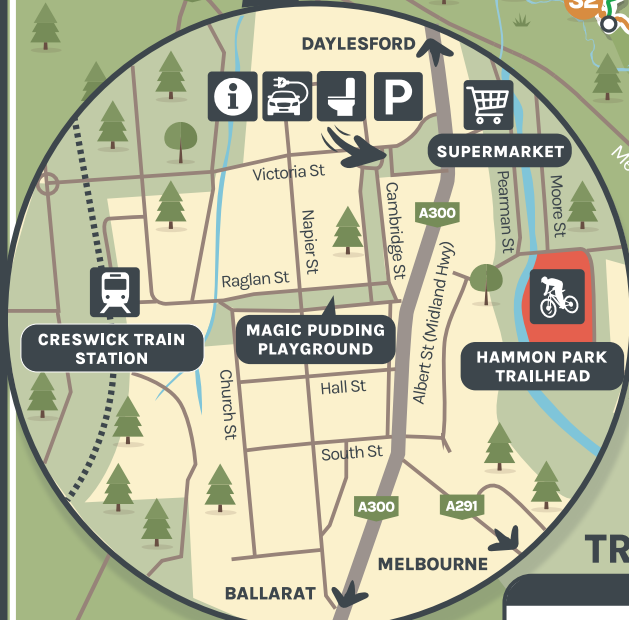 S2
DAYLESFORD
i
P
SUPERMARKET
Victoria St
Me
Pearman St
Moore St
Cambridge St
A300
Napier St
Raglan St
Albert St (Midland Hwy)
CRESWICK TRAIN
STATION
MAGIC PUDDING
PLAYGROUND
HAMMON PARK
TRAILHEAD
Church St
Hall St
South St
A300
A291
MELBOURNE
BALLARAT
TR